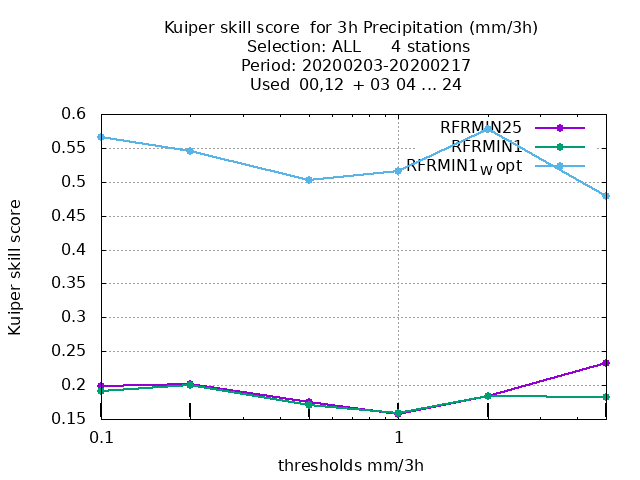 Kuiper skill score  for 3h Precipitation (mm/3h)
Selection: ALL      4 stations
Period: 20200203-20200217
Used  00,12  + 03 04 ... 24
Kuiper skill score
0.6
0.55
0.5
0.45
0.4
0.35
0.3
0.25
0.2
0.15
RFRMIN25
RFRMIN1
RFRMIN1W opt
0.1 1
thresholds mm/3h